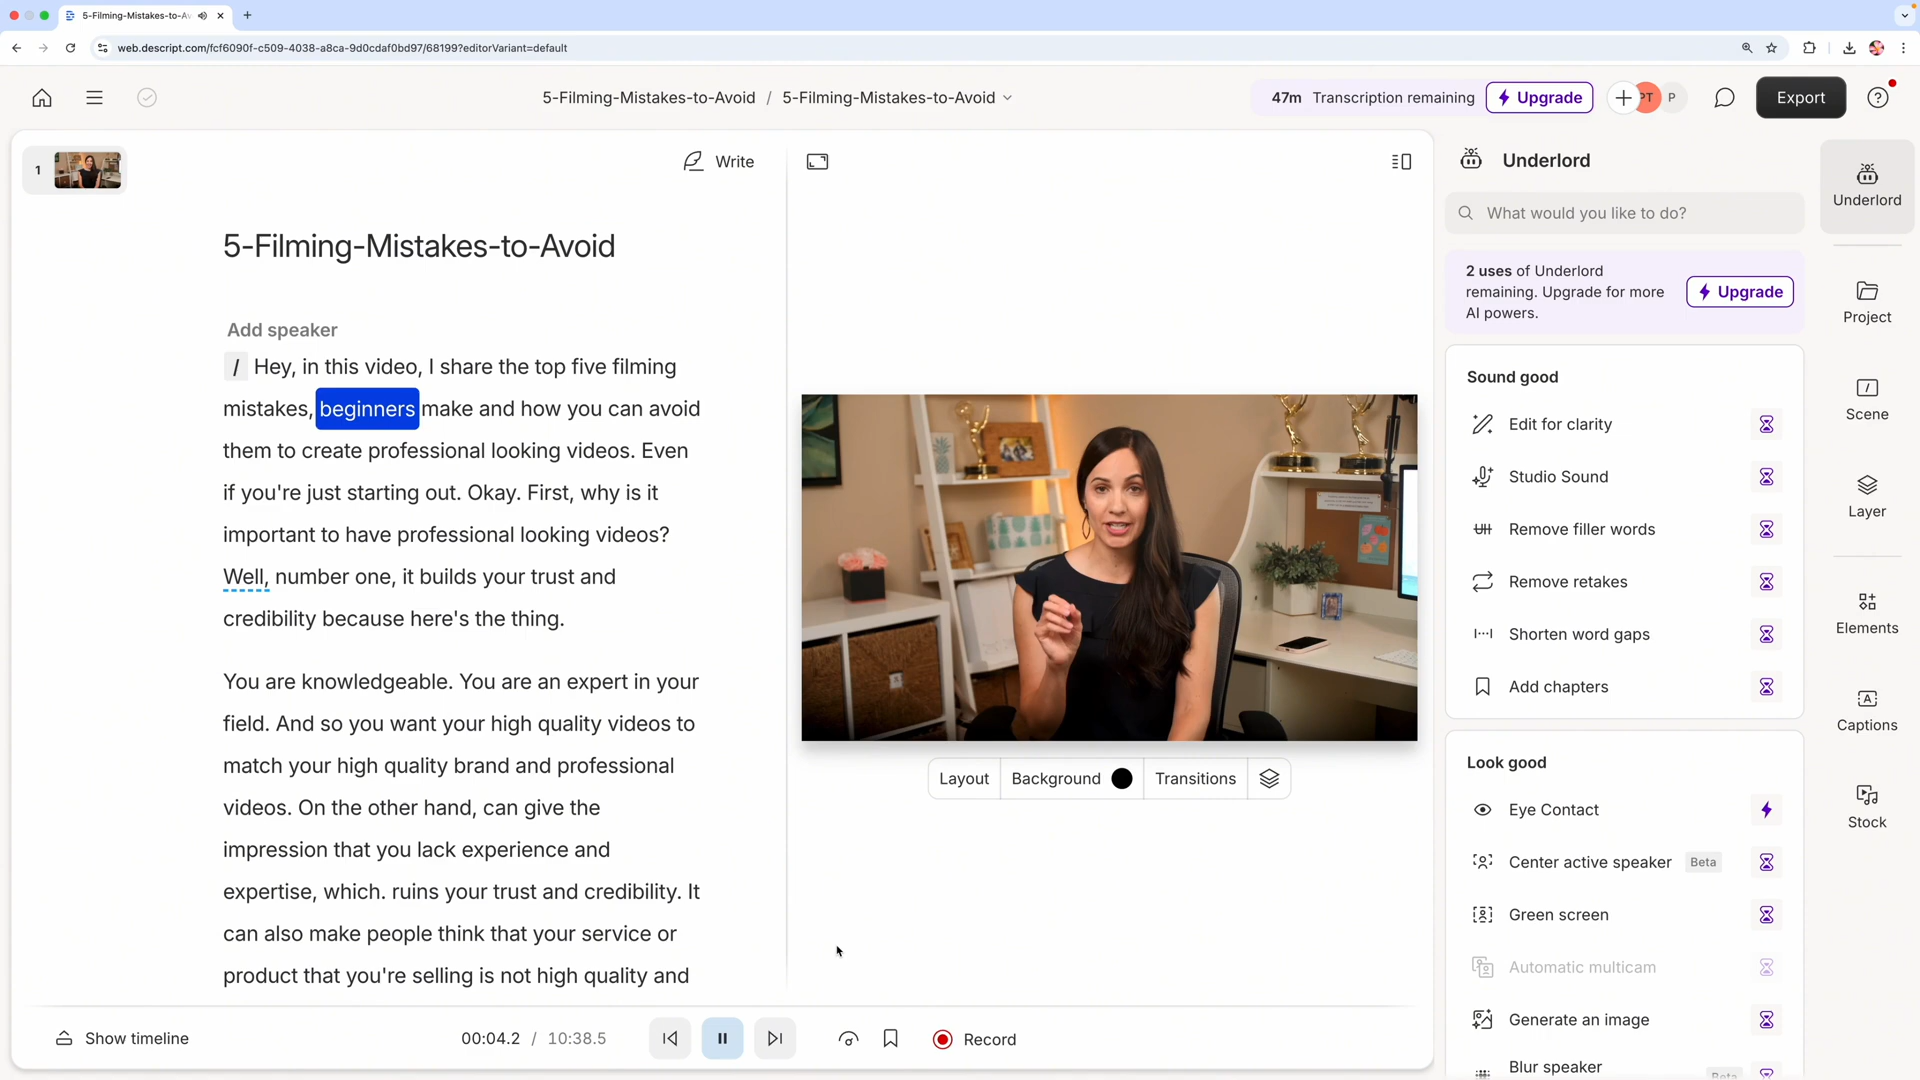 5-Filming-Mistakes-to-Av
web.descript.com/fcf6090f-c509-4038-a8ca-9d0cdaf0bd97/68199?editorVariant=default
5-Filming-Mistakes-to-Avoid / 5-Filming-Mistakes-to-Avoid
47m Transcription remaining
Upgrade
PT
P
Export
1
Write
5-Filming-Mistakes-to-Avoid
Add speaker
/ Hey, in this video, I share the top five filming
mistakes, beginners make and how you can avoid
them to create professional looking videos. Even
if you're just starting out. Okay. First, why is it
important to have professional looking videos?
Well, number one, it builds your trust and
credibility because here's the thing.
You are knowledgeable. You are an expert in your
field. And so you want your high quality videos to
match your high quality brand and professional
videos. On the other hand, can give the
impression that you lack experience and
expertise, which. ruins your trust and credibility. It
can also make people think that your service or
product that you're selling is not high quality and
Layout
Background
Transitions
Show timeline
00:04.2 / 10:38.5
Record
Underlord
What would you like to do?
2 uses of Underlord
remaining. Upgrade for more
AI powers.
Upgrade
Sound good
Edit for clarity
Studio Sound
Remove filler words
Remove retakes
Shorten word gaps
Add chapters
Look good
Eye Contact
Center active speaker Beta
Green screen
Automatic multicam
Generate an image
Blur speaker
Beta
Underlord
Project
Scene
Layer
Elements
Captions
Stock